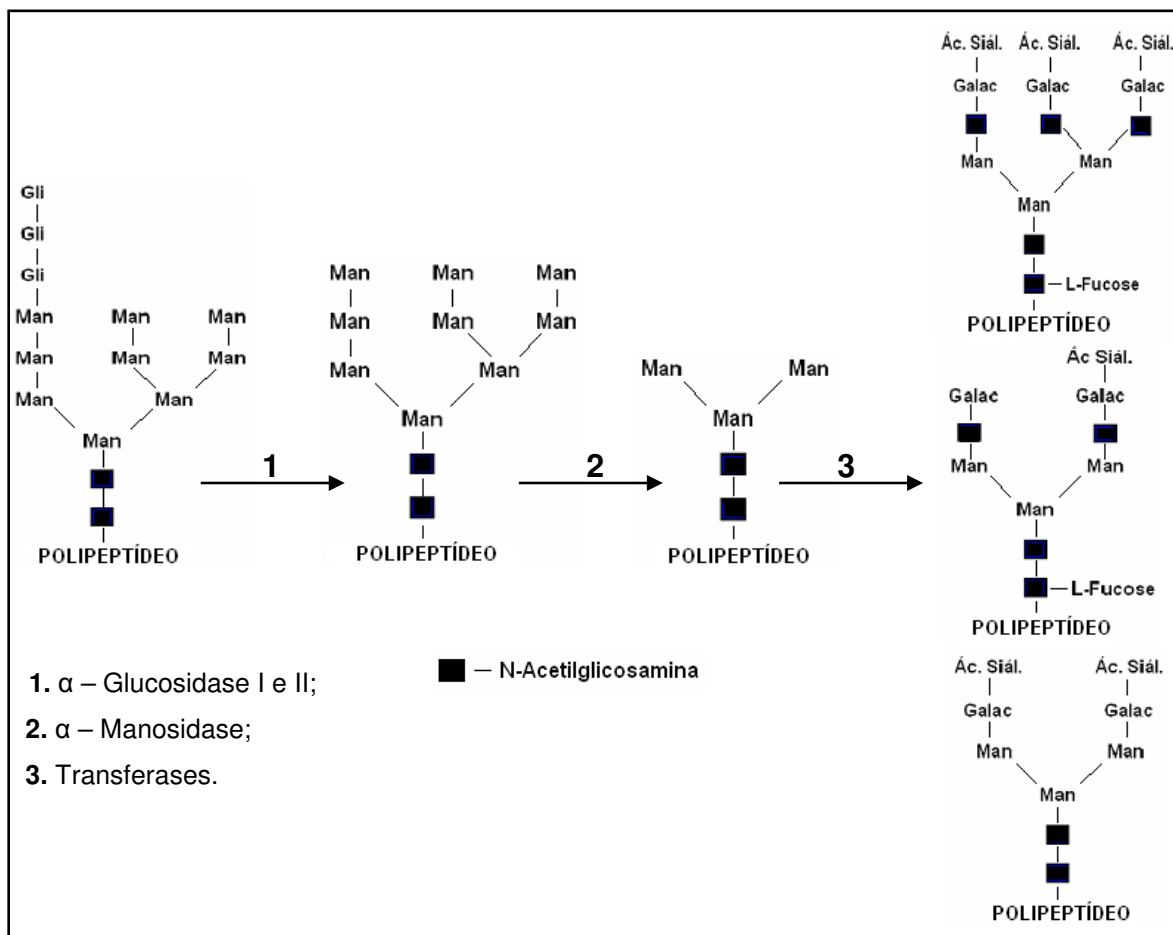 Ác. Siál. Ác. Siál. Ác. Siál.
Galac Galac Galac
Man Man
Man
L-Fucose
POLIPEPTÍDEO
Gli
Gli
Gli
Man Man Man
Man Man Man
Man Man
Man
POLIPEPTÍDEO
1
Man Man Man
Man Man Man
Man Man
Man
POLIPEPTÍDEO
2
Man Man
Man
POLIPEPTÍDEO
3
Ác Siál.
Galac Galac
Man Man
Man
L-Fucose
POLIPEPTÍDEO
Ác. Siál. Ác. Siál.
Galac Galac
Man Man
Man
POLIPEPTÍDEO
N-Acetilglicosamina
1. α – Glucosidase I e II;
2. α – Manosidase;
3. Transferases.